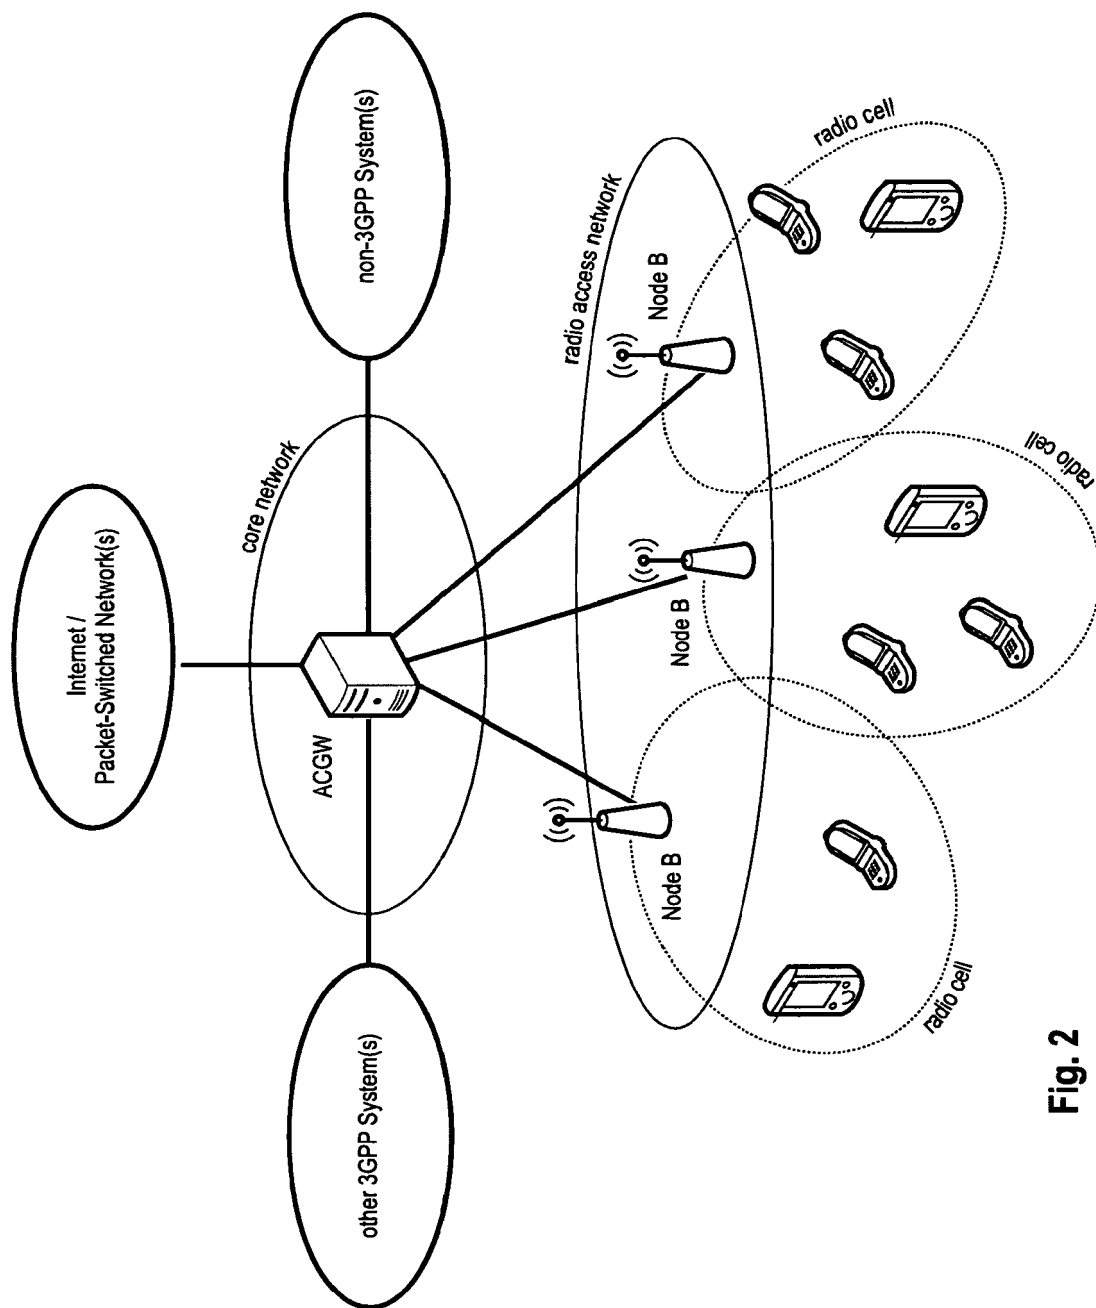 Internet /
Packet-Switched Network(s)
other 3GPP System(s)
core network
ACGW
non-3GPP System(s)
radio access network
Node B
Node B
Node B
radio cell
radio cell
radio cell
Fig. 2